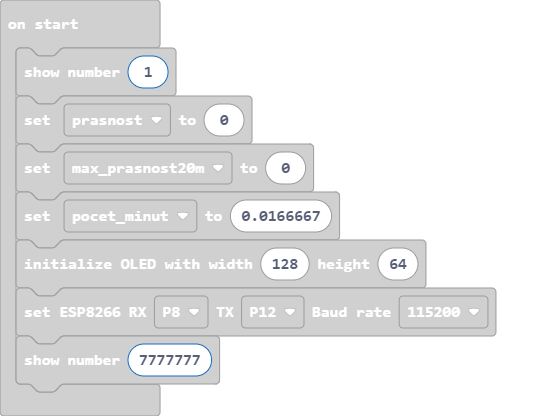 on start
show number 1
set prasnost to 0
set max_prasnost20m to 0
set pocet_minut to 0.0166667
initialize OLED with width 128 height 64
set ESP8266 RX P8 TX P12 Baud rate 115200
show number 7777777